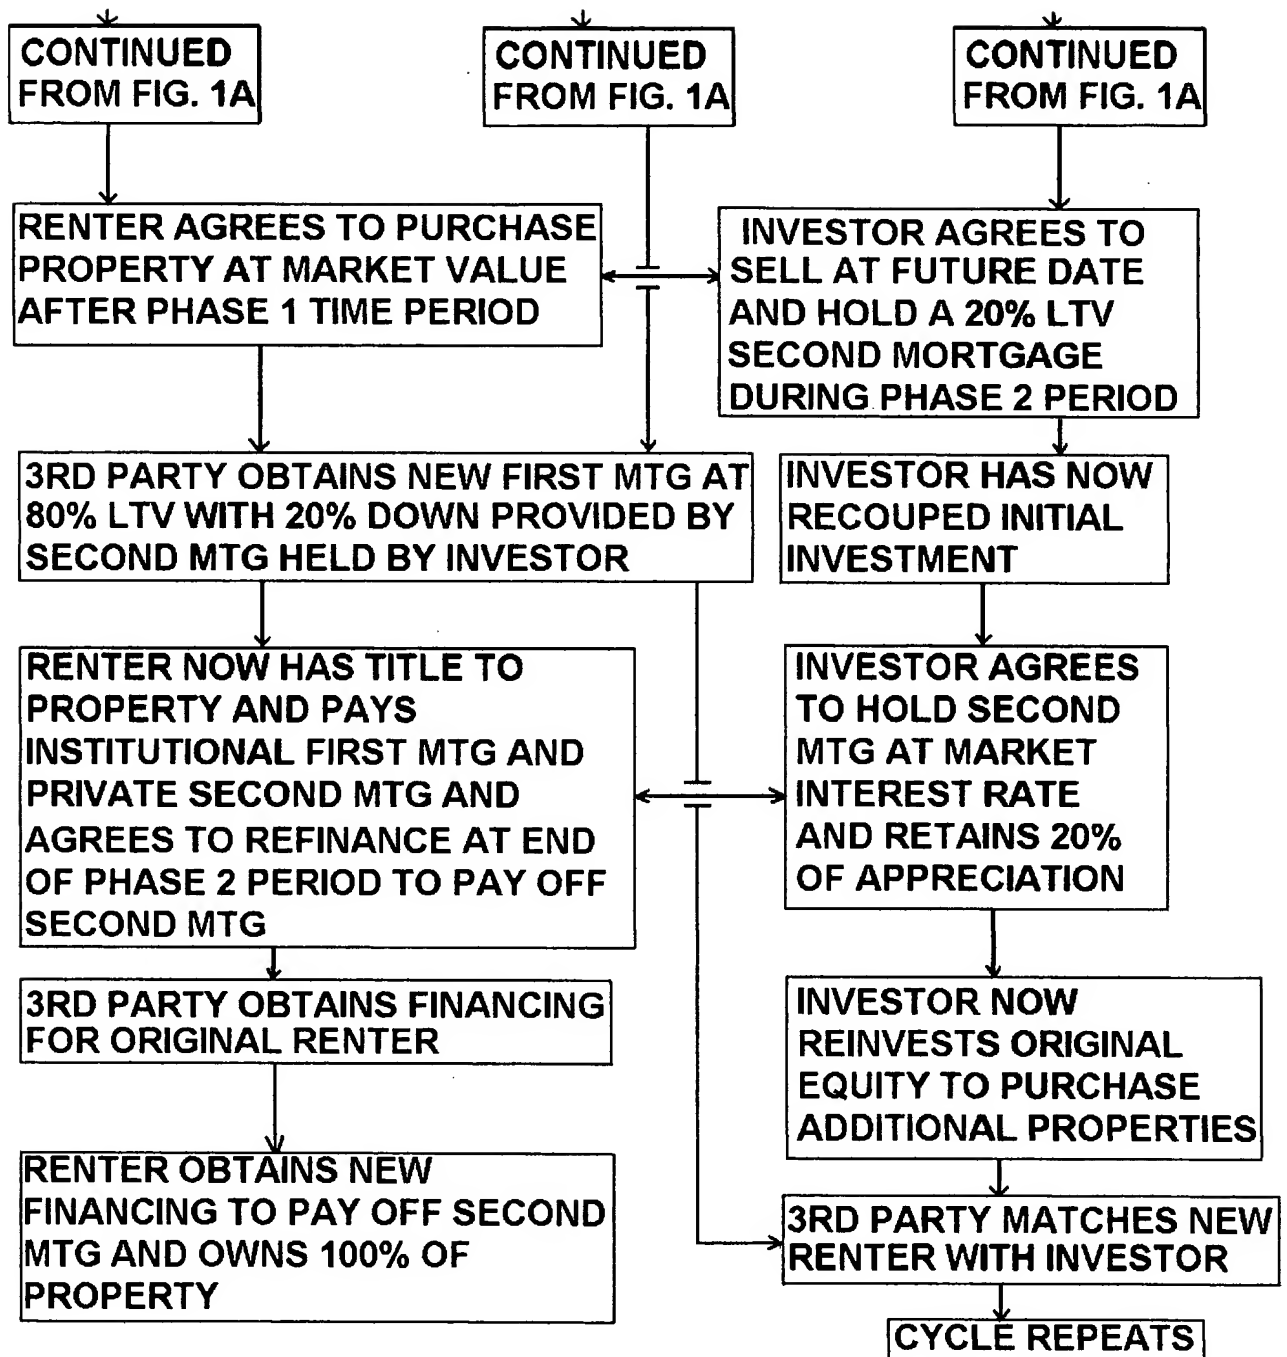 CONTINUED
FROM FIG. 1A
CONTINUED
FROM FIG. 1A
CONTINUED
FROM FIG. 1A
RENTER AGREES TO PURCHASE
PROPERTY AT MARKET VALUE
AFTER PHASE 1 TIME PERIOD
INVESTOR AGREES TO
SELL AT FUTURE DATE
AND HOLD A 20% LTV
SECOND MORTGAGE
DURING PHASE 2 PERIOD
3RD PARTY OBTAINS NEW FIRST MTG AT
80% LTV WITH 20% DOWN PROVIDED BY
SECOND MTG HELD BY INVESTOR
INVESTOR HAS NOW
RECOUPED INITIAL
INVESTMENT
RENTER NOW HAS TITLE TO
PROPERTY AND PAYS
INSTITUTIONAL FIRST MTG AND
PRIVATE SECOND MTG AND
AGREES TO REFINANCE AT END
OF PHASE 2 PERIOD TO PAY OFF
SECOND MTG
INVESTOR AGREES
TO HOLD SECOND
MTG AT MARKET
INTEREST RATE
AND RETAINS 20%
OF APPRECIATION
3RD PARTY OBTAINS FINANCING
FOR ORIGINAL RENTER
INVESTOR NOW
REINVESTS ORIGINAL
EQUITY TO PURCHASE
ADDITIONAL PROPERTIES
RENTER OBTAINS NEW
FINANCING TO PAY OFF SECOND
MTG AND OWNS 100% OF
PROPERTY
3RD PARTY MATCHES NEW
RENTER WITH INVESTOR
CYCLE REPEATS